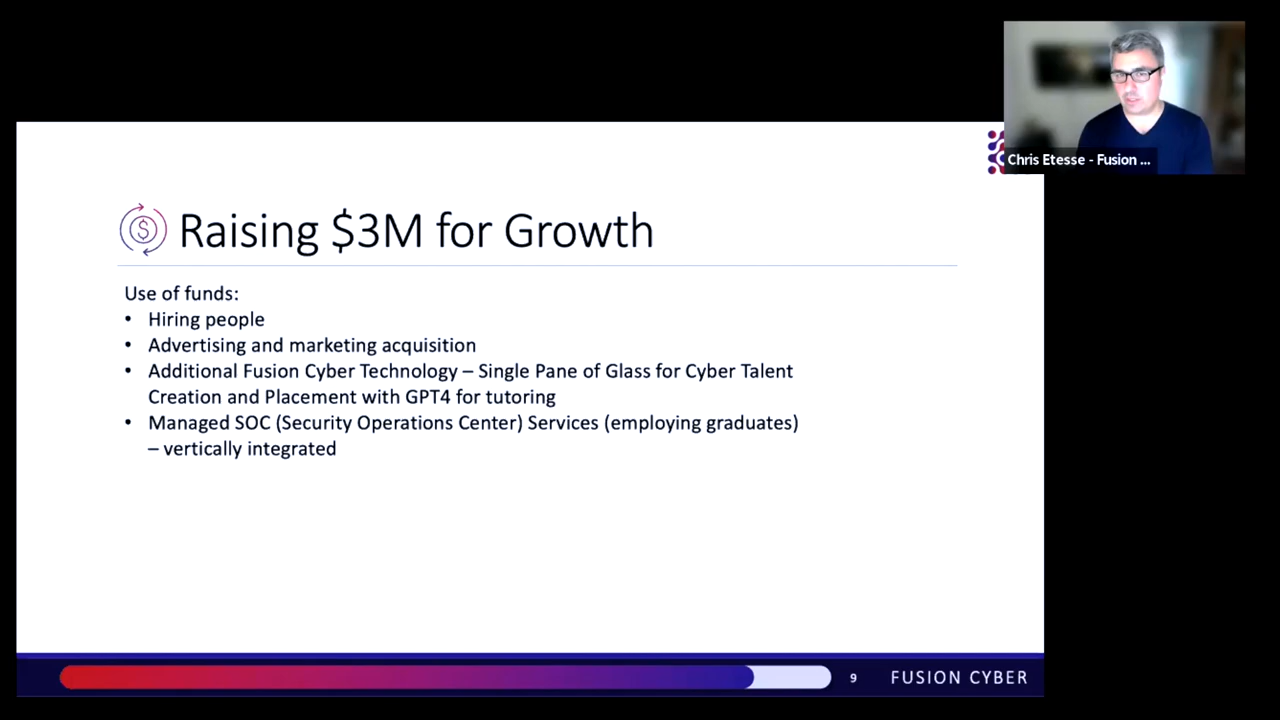 Chris Etesse - Fusion ...
$ Raising $3M for Growth
Use of funds:
• Hiring people
• Advertising and marketing acquisition
• Additional Fusion Cyber Technology – Single Pane of Glass for Cyber Talent
Creation and Placement with GPT4 for tutoring
• Managed SOC (Security Operations Center) Services (employing graduates)
– vertically integrated
9 FUSION CYBER